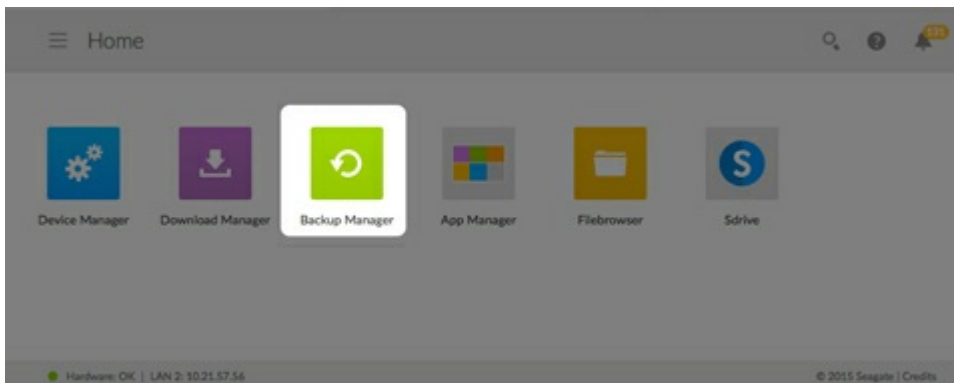 Home
131
Device Manager
Download Manager
Backup Manager
App Manager
Filebrowser
S
Sdrive
Hardware: OK | LAN 2: 10.21.57.56
© 2015 Seagate | Credits